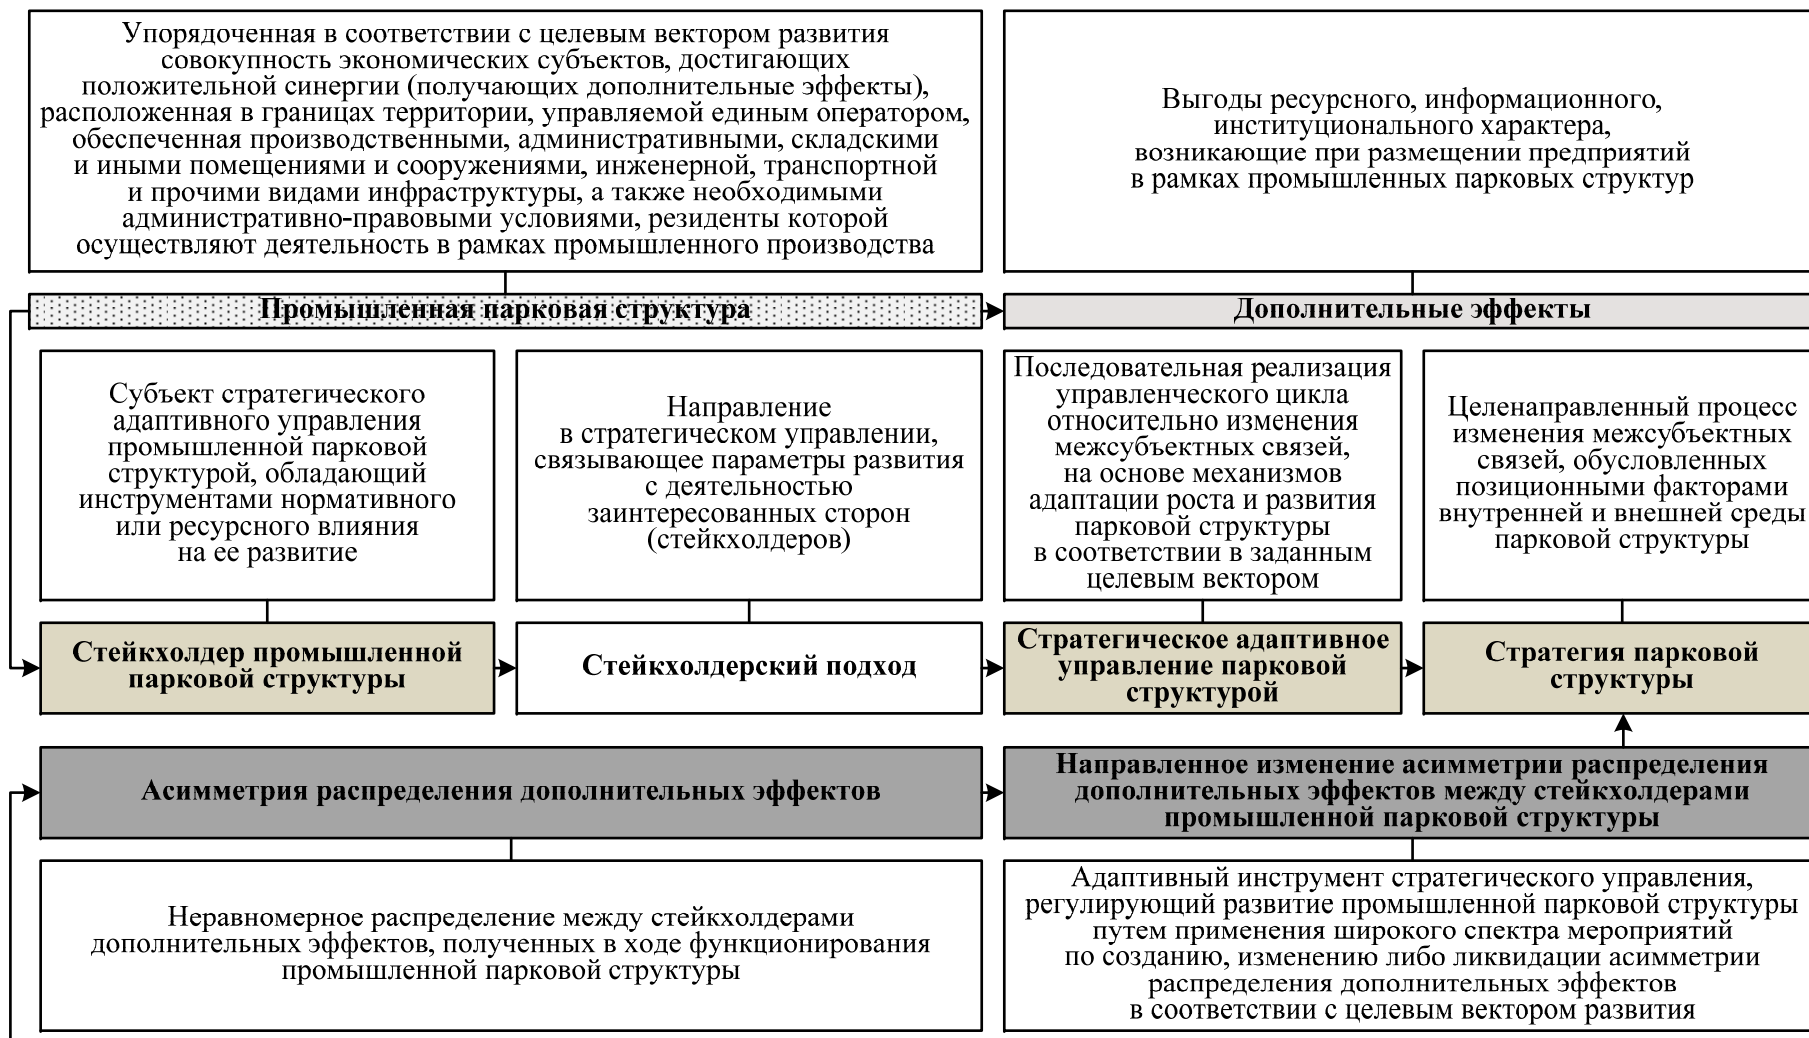 Упорядоченная в соответствии с целевым вектором развития
совокупность экономических субъектов, достигающих
положительной синергии (получающих дополнительные эффекты),
расположенная в границах территории, управляемой единым оператором,
обеспеченная производственными, административными, складскими
и иными помещениями и сооружениями, инженерной, транспортной
и прочими видами инфраструктуры, а также необходимыми
административно-правовыми условиями, резиденты которой
осуществляют деятельность в рамках промышленного производства
Выгоды ресурсного, информационного,
институционального характера,
возникающие при размещении предприятий
в рамках промышленных парковых структур
Промышленная парковая структура
Дополнительные эффекты
Субъект стратегического
адаптивного управления
промышленной парковой
структурой, обладающий
инструментами нормативного
или ресурсного влияния
на ее развитие
Направление
в стратегическом управлении,
связывающее параметры развития
с деятельностью
заинтересованных сторон
(стейкхолдеров)
Последовательная реализация
управленческого цикла
относительно изменения
межсубъектных связей,
на основе механизмов
адаптации роста и развития
парковой структуры
в соответствии в заданным
целевым вектором
Целенаправленный процесс
изменения межсубъектных
связей, обусловленных
позиционными факторами
внутренней и внешней среды
парковой структуры
Стейкхолдер промышленной
парковой структуры
Стейкхолдерский подход
Стратегическое адаптивное
управление парковой
структурой
Стратегия парковой
структуры
Асимметрия распределения дополнительных эффектов
Направленное изменение асимметрии распределения
дополнительных эффектов между стейкхолдерами
промышленной парковой структуры
Неравномерное распределение между стейкхолдерами
дополнительных эффектов, полученных в ходе функционирования
промышленной парковой структуры
Адаптивный инструмент стратегического управления,
регулирующий развитие промышленной парковой структуры
путем применения широкого спектра мероприятий
по созданию, изменению либо ликвидации асимметрии
распределения дополнительных эффектов
в соответствии с целевым вектором развития